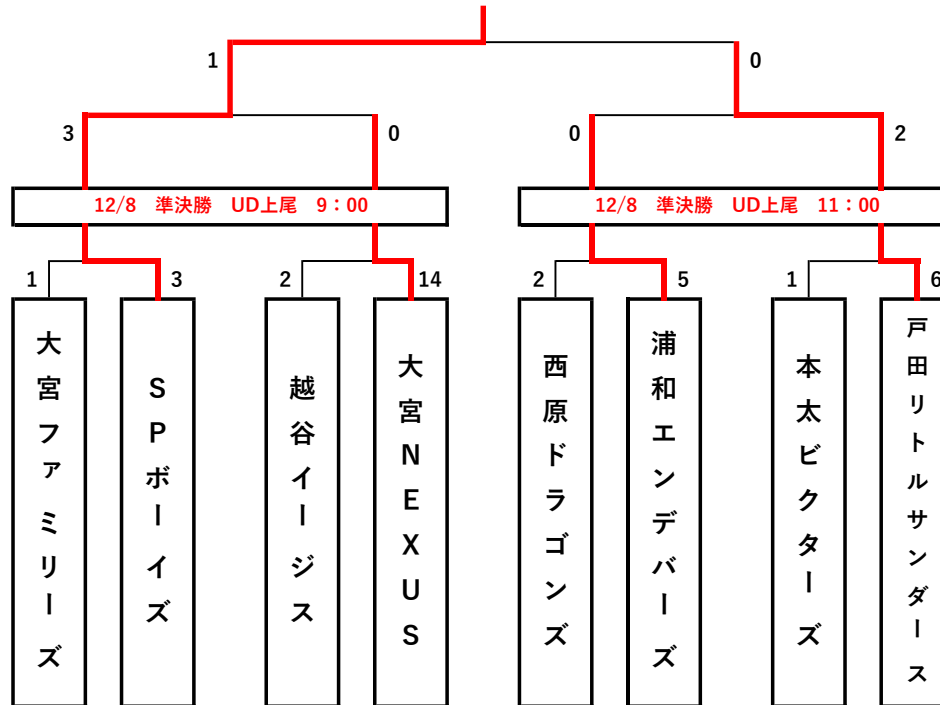 1
0
3
0
0
2
12/8 準決勝 UD上尾 9：00
12/8 準決勝 UD上尾 11：00
1
3
2
14
2
5
1
6
大宮ファミリーズ
SPボーイズ
越谷イージス
大宮NEXUS
西原ドラゴンズ
浦和エンデバーズ
本太ビクターズ
戸田リトルサンダース